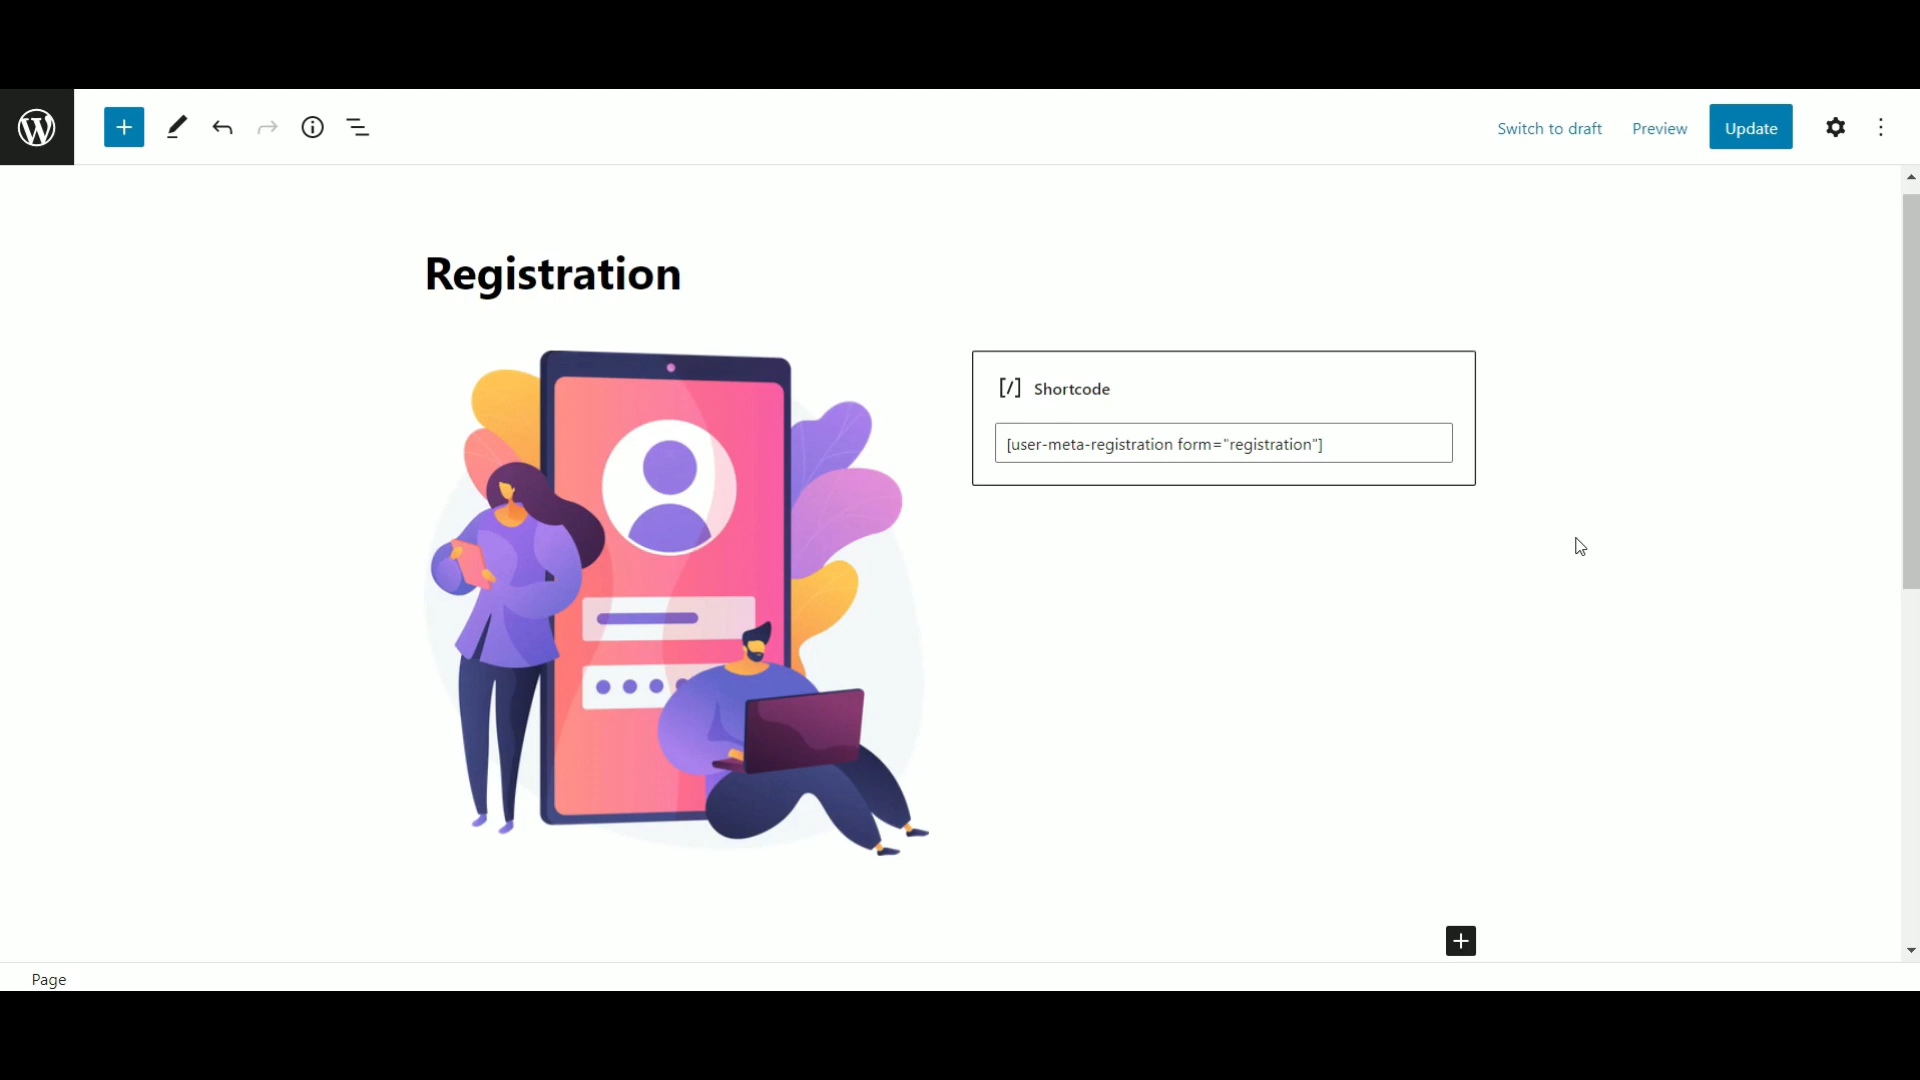 Switch to draft
Preview
Update
Registration
[/] Shortcode
[user-meta-registration form="registration"]
Page